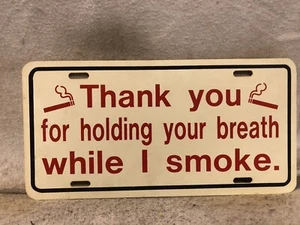 Thank you
for holding your breath
while I smoke.